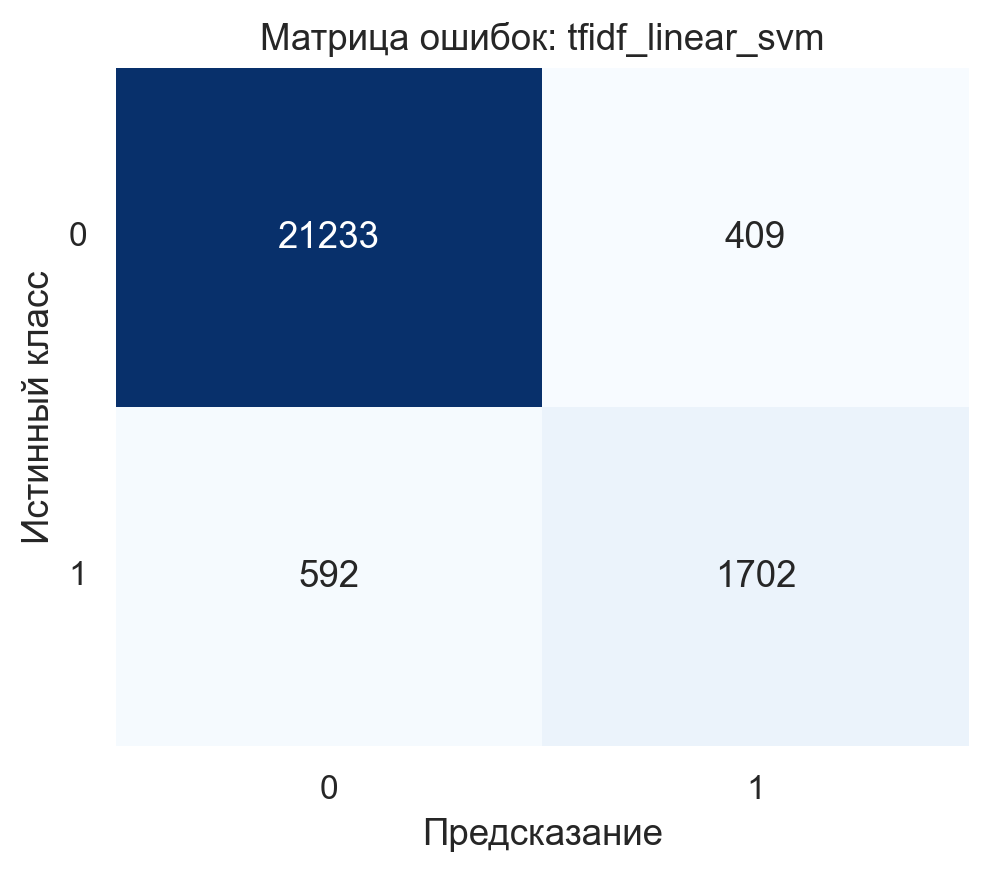 Матрица ошибок: tfidf_linear_svm
Истинный класс
0
21233
409
1
592
1702
0
1
Предсказание